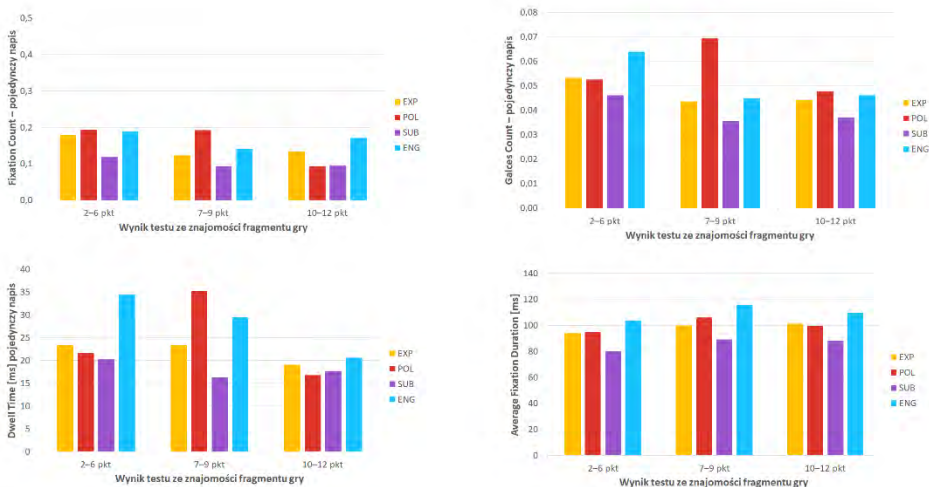 Fixation Count – pojedynczy napis
0,5
0,4
0,3
0,2
0,1
0,0
2–6 pkt 7–9 pkt 10–12 pkt
Wynik testu ze znajomości fragmentu gry
EXP
POL
SUB
ENG
Galces Count – pojedynczy napis
0,08
0,07
0,06
0,05
0,04
0,03
0,02
0,01
0,00
2–6 pkt 7–9 pkt 10–12 pkt
Wynik testu ze znajomości fragmentu gry
EXP
POL
SUB
ENG
Dwell Time [ms] pojedynczy napis
40
35
30
25
20
15
10
5
0
2–6 pkt 7–9 pkt 10–12 pkt
Wynik testu ze znajomości fragmentu gry
EXP
POL
SUB
ENG
Average Fixation Duration [ms]
140
120
100
80
60
40
20
0
2–6 pkt 7–9 pkt 10–12 pkt
Wynik testu ze znajomości fragmentu gry
EXP
POL
SUB
ENG